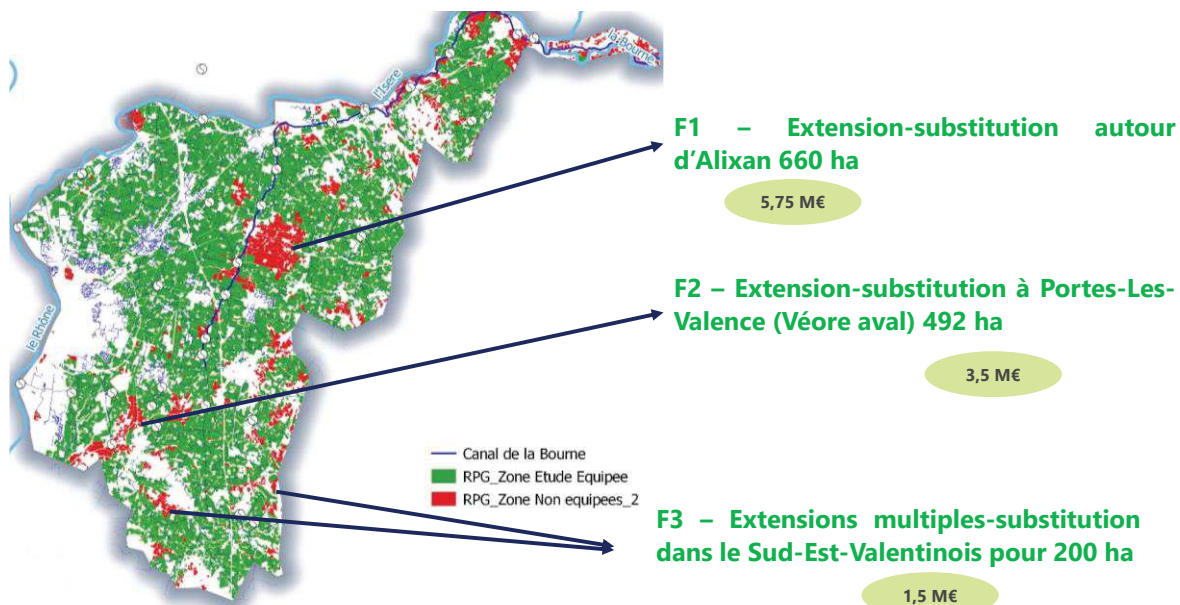 la Bourne
l'Isère
le Rhône
F1 – Extension-substitution autour
d'Alixan 660 ha
5,75 M€
F2 – Extension-substitution à Portes-Les-
Valence (Véore aval) 492 ha
3,5 M€
Canal de la Bourne
RPG_Zone Etude Equipee
RPG_Zone Non equipees_2
F3 – Extensions multiples-substitution
dans le Sud-Est-Valentinois pour 200 ha
1,5 M€